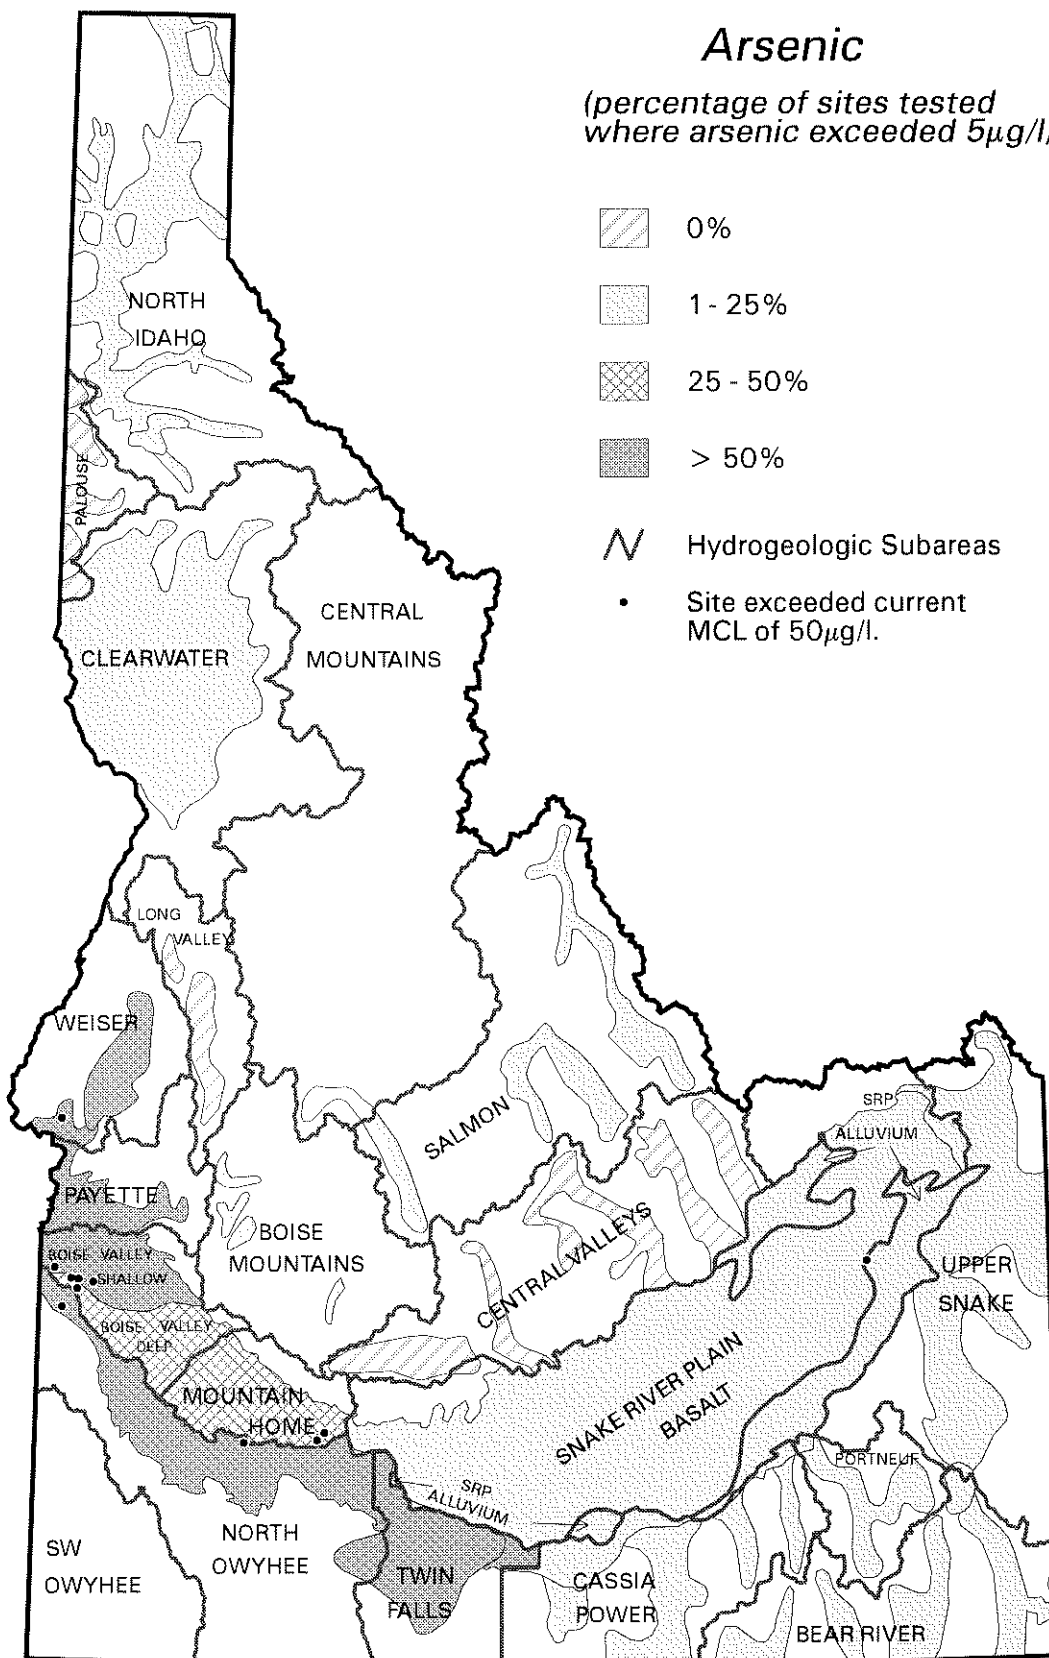 Arsenic
(percentage of sites tested
where arsenic exceeded 5µg/l)
0%
1 - 25%
25 - 50%
> 50%
Hydrogeologic Subareas
Site exceeded current
MCL of 50µg/l.
NORTH
IDAHO
PALOUSE
CENTRAL
MOUNTAINS
CLEARWATER
LONG
VALLEY
WEISER
SALMON
SRP
ALLUVIUM
PAYETTE
BOISE
MOUNTAINS
CENTRAL VALLEYS
BOISE VALLEY
SHALLOW
UPPER
SNAKE
BOISE VALLEY
DEEP
MOUNTAIN
HOME
SNAKE RIVER PLAIN
BASALT
PORTNEUF
SRP
ALLUVIUM
NORTH
OWYHEE
SW
OWYHEE
TWIN
FALLS
CASSIA
POWER
BEAR RIVER